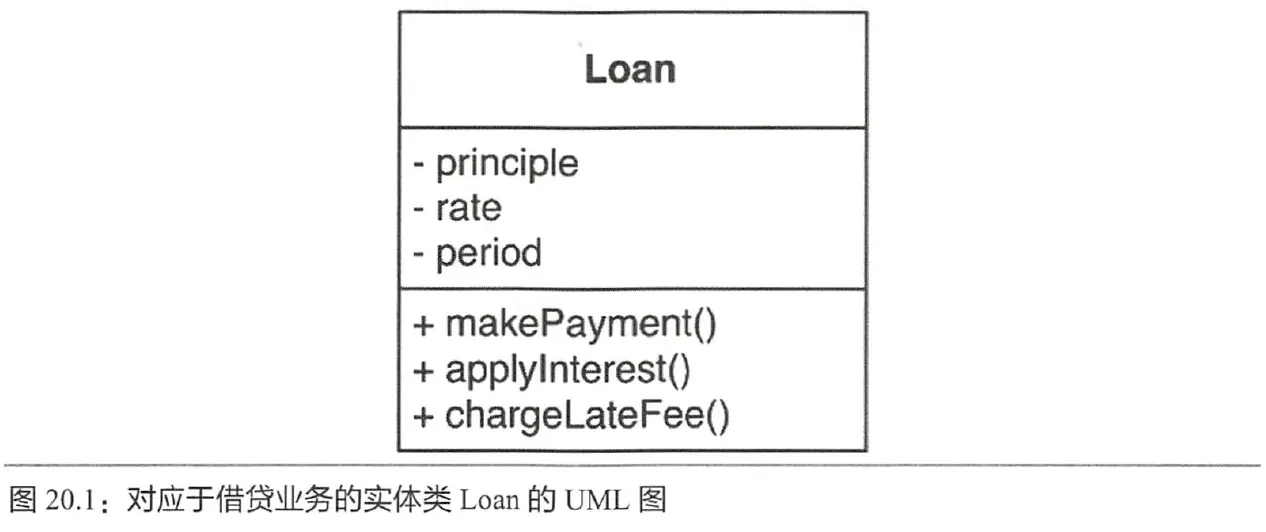 Loan
- principle
- rate
- period
+ makePayment()
+ applyInterest()
+ chargeLateFee()
图 20.1：对应于借贷业务的实体类 Loan 的 UML 图